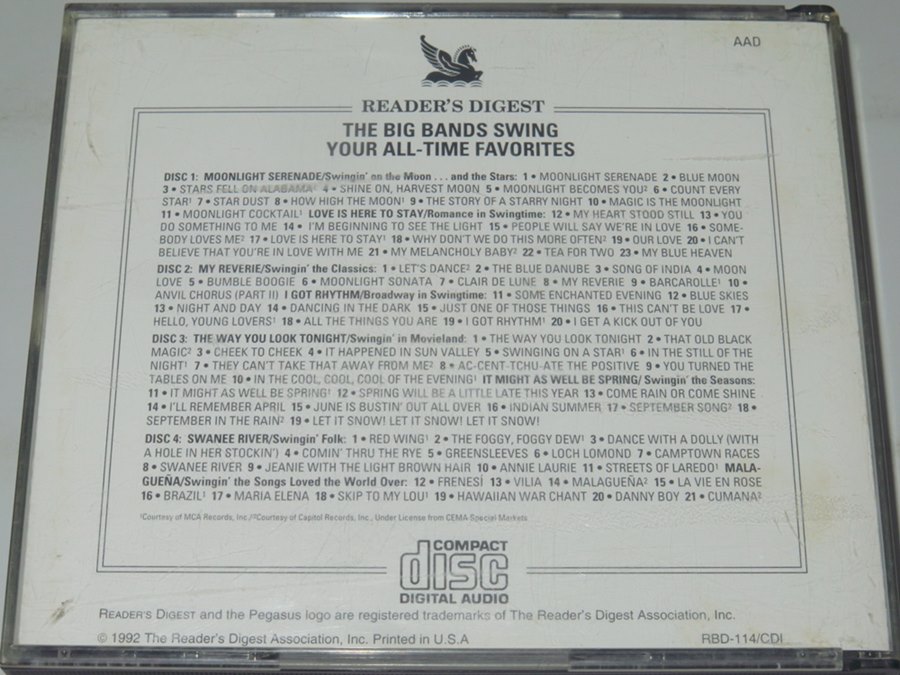 AAD
READER'S DIGEST
THE BIG BANDS SWING
YOUR ALL-TIME FAVORITES
DISC 1: MOONLIGHT SERENADE/Swingin' on the Moon . . . and the Stars: 1 • MOONLIGHT SERENADE 2 • BLUE MOON
3 • STARS FELL ON ALABAMA¹ 4 • SHINE ON, HARVEST MOON 5 • MOONLIGHT BECOMES YOU² 6 • COUNT EVERY
STAR¹ 7 • STAR DUST 8 • HOW HIGH THE MOON¹ 9 • THE STORY OF A STARRY NIGHT 10 • MAGIC IS THE MOONLIGHT
11 • MOONLIGHT COCKTAIL¹ LOVE IS HERE TO STAY/Romance in Swingtime: 12 • MY HEART STOOD STILL 13 • YOU
DO SOMETHING TO ME 14 • I'M BEGINNING TO SEE THE LIGHT 15 • PEOPLE WILL SAY WE'RE IN LOVE 16 • SOME-
BODY LOVES ME² 17 • LOVE IS HERE TO STAY¹ 18 • WHY DON'T WE DO THIS MORE OFTEN² 19 • OUR LOVE 20 • I CAN'T
BELIEVE THAT YOU'RE IN LOVE WITH ME 21 • MY MELANCHOLY BABY² 22 • TEA FOR TWO 23 • MY BLUE HEAVEN
DISC 2: MY REVERIE/Swingin' the Classics: 1 • LET'S DANCE² 2 • THE BLUE DANUBE 3 • SONG OF INDIA 4 • MOON
LOVE 5 • BUMBLE BOOGIE 6 • MOONLIGHT SONATA 7 • CLAIR DE LUNE 8 • MY REVERIE 9 • BARCAROLLE¹ 10 •
ANVIL CHORUS (PART II) I GOT RHYTHM/Broadway in Swingtime: 11 • SOME ENCHANTED EVENING 12 • BLUE SKIES
13 • NIGHT AND DAY 14 • DANCING IN THE DARK 15 • JUST ONE OF THOSE THINGS 16 • THIS CAN'T BE LOVE 17 •
HELLO, YOUNG LOVERS¹ 18 • ALL THE THINGS YOU ARE 19 • I GOT RHYTHM¹ 20 • I GET A KICK OUT OF YOU
DISC 3: THE WAY YOU LOOK TONIGHT/Swingin' in Movieland: 1 • THE WAY YOU LOOK TONIGHT 2 • THAT OLD BLACK
MAGIC² 3 • CHEEK TO CHEEK 4 • IT HAPPENED IN SUN VALLEY 5 • SWINGING ON A STAR¹ 6 • IN THE STILL OF THE
NIGHT¹ 7 • THEY CAN'T TAKE THAT AWAY FROM ME² 8 • AC-CENT-TCHU-ATE THE POSITIVE 9 • YOU TURNED THE
TABLES ON ME 10 • IN THE COOL, COOL, COOL OF THE EVENING¹ IT MIGHT AS WELL BE SPRING/ Swingin' the Seasons:
11 • IT MIGHT AS WELL BE SPRING¹ 12 • SPRING WILL BE A LITTLE LATE THIS YEAR 13 • COME RAIN OR COME SHINE
14 • I'LL REMEMBER APRIL 15 • JUNE IS BUSTIN' OUT ALL OVER 16 • INDIAN SUMMER 17 • SEPTEMBER SONG² 18 •
SEPTEMBER IN THE RAIN² 19 • LET IT SNOW! LET IT SNOW! LET IT SNOW!
DISC 4: SWANEE RIVER/Swingin' Folk: 1 • RED WING¹ 2 • THE FOGGY, FOGGY DEW¹ 3 • DANCE WITH A DOLLY (WITH
A HOLE IN HER STOCKIN') 4 • COMIN' THRU THE RYE 5 • GREENSLEEVES 6 • LOCH LOMOND 7 • CAMPTOWN RACES
8 • SWANEE RIVER 9 • JEANIE WITH THE LIGHT BROWN HAIR 10 • ANNIE LAURIE 11 • STREETS OF LAREDO¹ MALA-
GUEÑA/Swingin' the Songs Loved the World Over: 12 • FRENESÍ 13 • VILIA 14 • MALAGUEÑA² 15 • LA VIE EN ROSE
16 • BRAZIL¹ 17 • MARIA ELENA 18 • SKIP TO MY LOU¹ 19 • HAWAIIAN WAR CHANT 20 • DANNY BOY 21 • CUMANA²
¹Courtesy of MCA Records, Inc./²Courtesy of Capitol Records, Inc., Under License from CEMA Special Markets
COMPACT
disc
DIGITAL AUDIO
READER'S DIGEST and the Pegasus logo are registered trademarks of The Reader's Digest Association, Inc.
© 1992 The Reader's Digest Association, Inc. Printed in U.S.A RBD-114/CDI